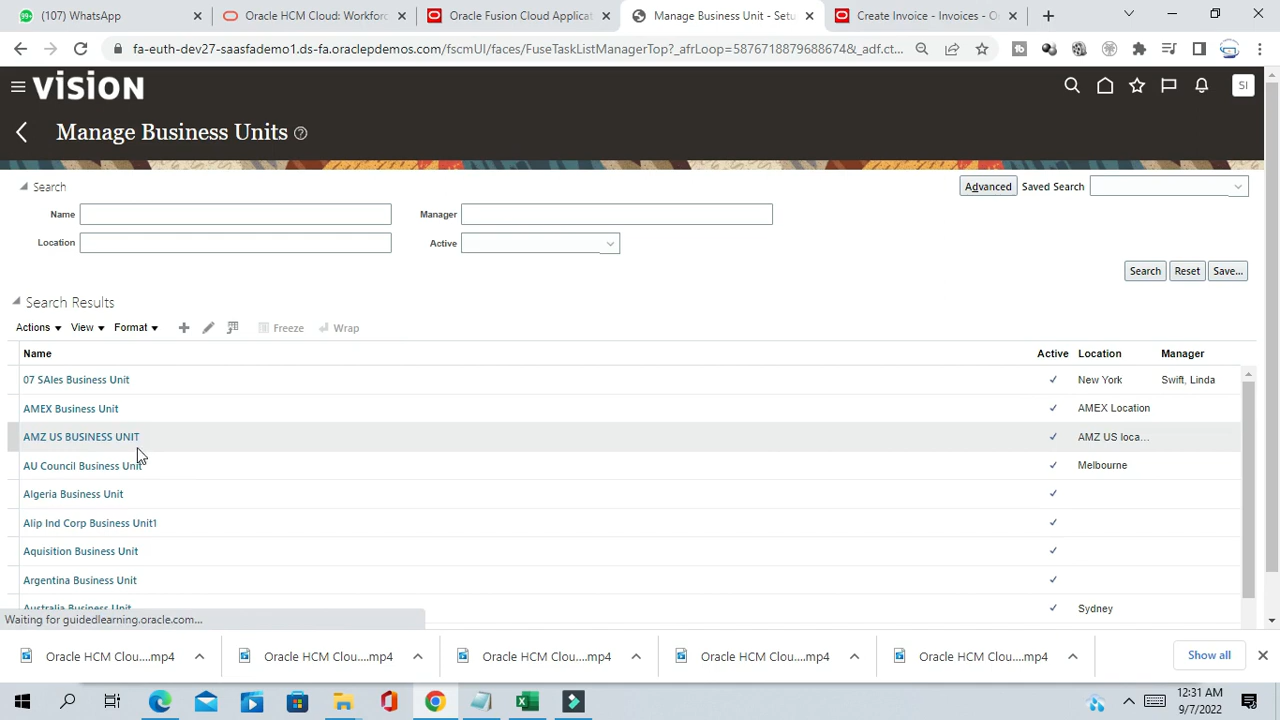 (17) WhatsApp
Oracle HCM Cloud: Workforc
Oracle Fusion Cloud Applicat
Manage Business Unit - Setu
Create Invoice - Invoices - O
fa-euth-dev27-saasfademo1.ds-fa.oraclepdemos.com/fscmUI/faces/FuseTaskListManagerTop?_afrLoop=58767188796888674&_adf.ct...
vision
SI
Manage Business Units
Search
Advanced Saved Search
Name
Manager
Location
Active
Search Reset Save...
Search Results
Actions View Format Freeze Wrap
Name Active Location Manager
07 SAles Business Unit New York Swift, Linda
AMEX Business Unit AMEX Location
AMZ US BUSINESS UNIT AMZ US loca...
AU Council Business Unit Melbourne
Algeria Business Unit
Alip Ind Corp Business Unit1
Aquisition Business Unit
Argentina Business Unit
Australia Business Unit Sydney
Waiting for guidedlearning.oracle.com...
Oracle HCM Clou....mp4
Oracle HCM Clou....mp4
Oracle HCM Clou....mp4
Oracle HCM Clou....mp4
Oracle HCM Clou....mp4
Show all
12:31 AM
9/7/2022